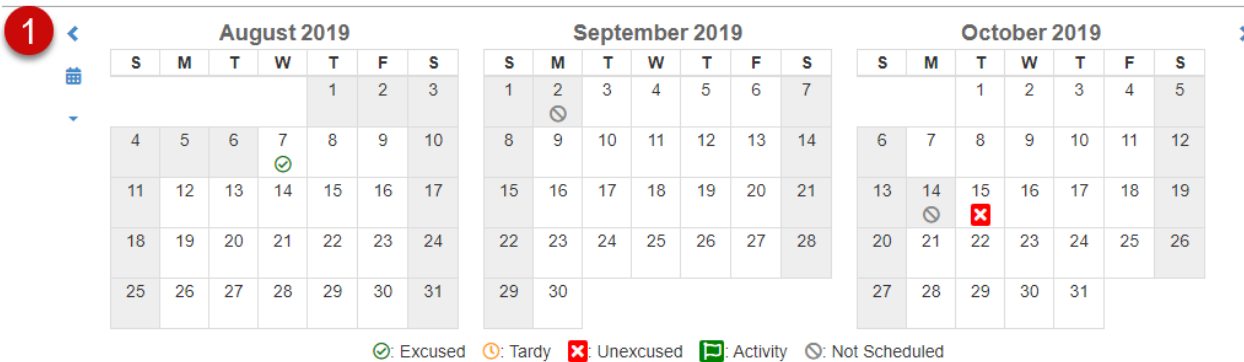 1
August 2019 September 2019 October 2019
S M T W T F S S M T W T F S S M T W T F S
1 2 3 1 2 3 4 5 6 7 1 2 3 4 5
4 5 6 7 8 9 10 8 9 10 11 12 13 14 6 7 8 9 10 11 12
11 12 13 14 15 16 17 15 16 17 18 19 20 21 13 14 15 16 17 18 19
18 19 20 21 22 23 24 22 23 24 25 26 27 28 20 21 22 23 24 25 26
25 26 27 28 29 30 31 29 30 27 28 29 30 31
: Excused : Tardy : Unexcused : Activity : Not Scheduled